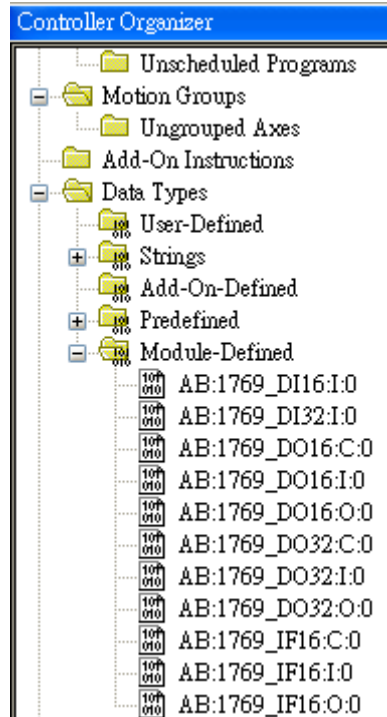 Controller Organizer
Unscheduled Programs
Motion Groups
Ungrouped Axes
Add-On Instructions
Data Types
User-Defined
Strings
Add-On-Defined
Predefined
Module-Defined
AB:1769_DI16:I:0
AB:1769_DI32:I:0
AB:1769_DO16:C:0
AB:1769_DO16:I:0
AB:1769_DO16:O:0
AB:1769_DO32:C:0
AB:1769_DO32:I:0
AB:1769_DO32:O:0
AB:1769_IF16:C:0
AB:1769_IF16:I:0
AB:1769_IF16:O:0